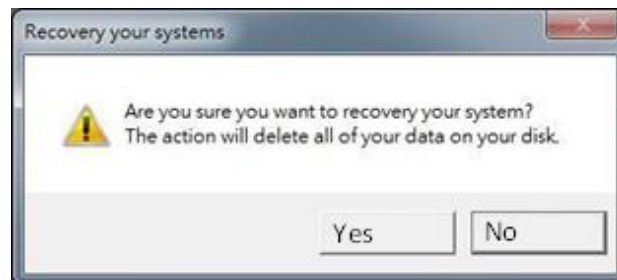 Recovery your systems
Are you sure you want to recovery your system?
The action will delete all of your data on your disk.
Yes
No